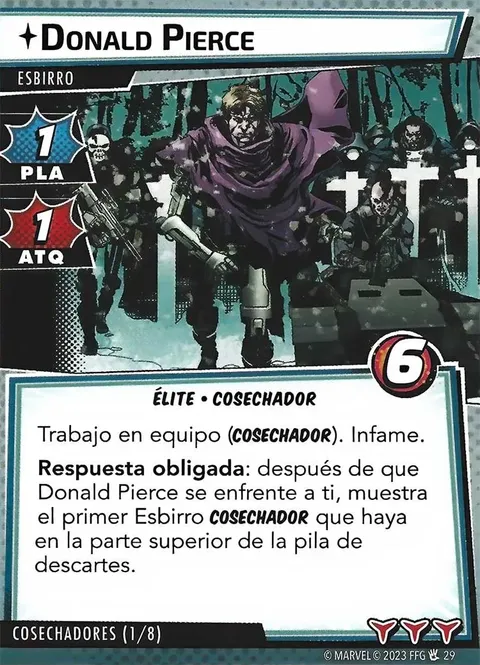 DONALD PIERCE
ESBIRRO
1
PLA
1
ATQ
6
ÉLITE • COSECHADOR
Trabajo en equipo (COSECHADOR). Infame.
Respuesta obligada: después de que
Donald Pierce se enfrente a ti, muestra
el primer Esbirro COSECHADOR que haya
en la parte superior de la pila de
descartes.
COSECHADORES (1/8)
© MARVEL © 2023 FFG 29